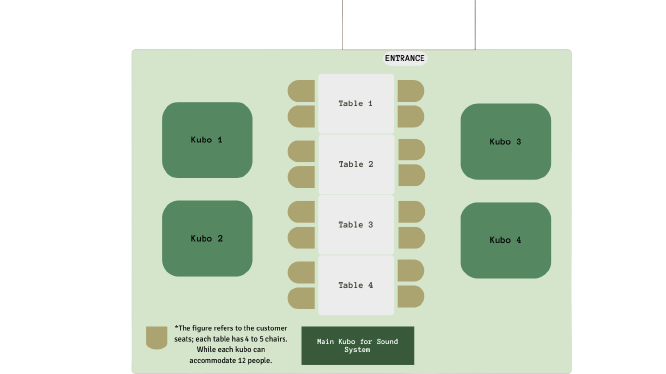 ENTRANCE
Table 1
Kubo 1
Kubo 3
Table 2
Table 3
Kubo 2
Kubo 4
Table 4
*The figure refers to the customer
seats; each table has 4 to 5 chairs.
While each kubo can
accommodate 12 people.
Main Kubo for Sound
System